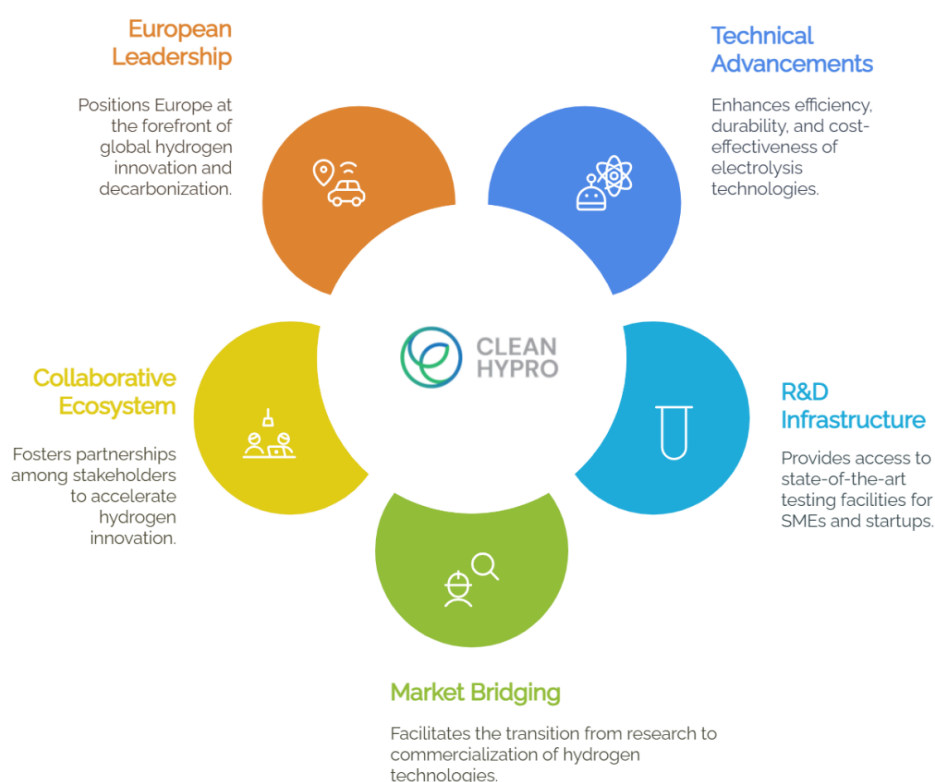 European
Leadership
Positions Europe at
the forefront of
global hydrogen
innovation and
decarbonization.
Technical
Advancements
Enhances efficiency,
durability, and cost-
effectiveness of
electrolysis
technologies.
CLEAN
HYPRO
Collaborative
Ecosystem
Fosters partnerships
among stakeholders
to accelerate
hydrogen
innovation.
R&D
Infrastructure
Provides access to
state-of-the-art
testing facilities for
SMEs and startups.
Market Bridging
Facilitates the transition from research to
commercialization of hydrogen
technologies.